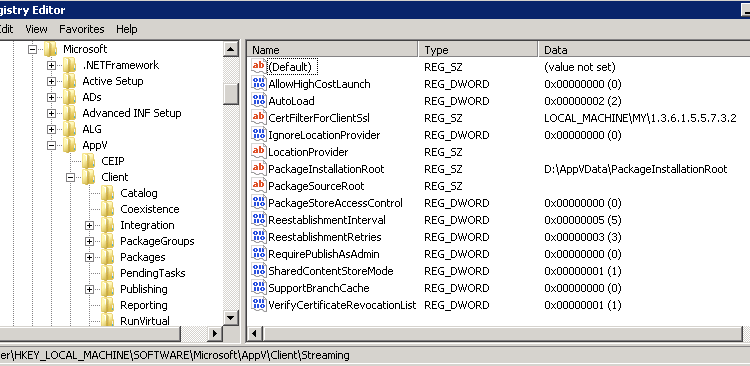 gistry Editor
dit View Favorites Help
Microsoft
.NETFramework
Active Setup
ADs
Advanced INF Setup
ALG
AppV
CEIP
Client
Catalog
Coexistence
Integration
PackageGroups
Packages
PendingTasks
Publishing
Reporting
RunVirtual
Name Type Data
(Default) REG_SZ (value not set)
AllowHighCostLaunch REG_DWORD 0x00000000 (0)
AutoLoad REG_DWORD 0x00000002 (2)
CertFilterForClientSsl REG_SZ LOCAL_MACHINE\MY\1.3.6.1.5.5.7.3.2
IgnoreLocationProvider REG_DWORD 0x00000000 (0)
LocationProvider REG_SZ
PackageInstallationRoot REG_SZ D:\AppVData\PackageInstallationRoot
PackageSourceRoot REG_SZ
PackageStoreAccessControl REG_DWORD 0x00000000 (0)
ReestablishmentInterval REG_DWORD 0x00000005 (5)
ReestablishmentRetries REG_DWORD 0x00000003 (3)
RequirePublishAsAdmin REG_DWORD 0x00000000 (0)
SharedContentStoreMode REG_DWORD 0x00000001 (1)
SupportBranchCache REG_DWORD 0x00000000 (0)
VerifyCertificateRevocationList REG_DWORD 0x00000001 (1)
er\HKEY_LOCAL_MACHINE\SOFTWARE\Microsoft\AppV\Client\Streaming